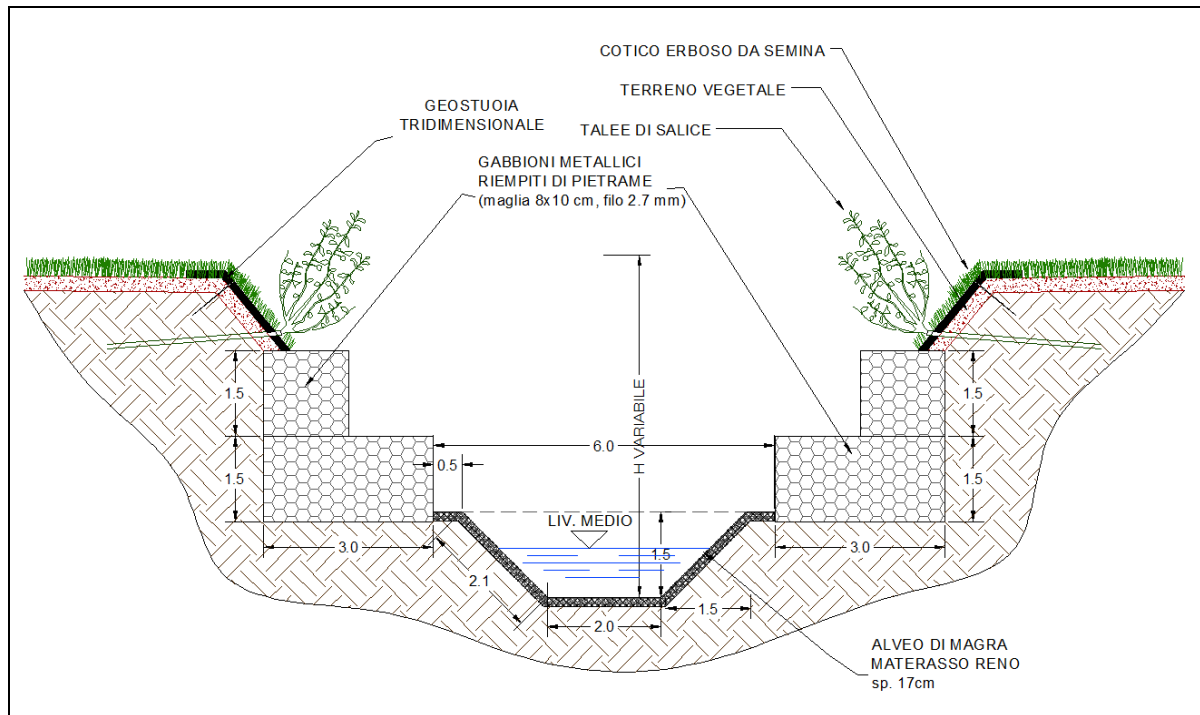 COTICO ERBOSO DA SEMINA
TERRENO VEGETALE
GEOSTUOIA
TRIDIMENSIONALE
TALEE DI SALICE
GABBIONI METALLICI
RIEMPITI DI PIETRAME
(maglia 8x10 cm, filo 2.7 mm)
H VARIABILE
1.5
1.5
6.0
1.5
1.5
0.5
LIV. MEDIO
3.0
1.5
3.0
2.1
1.5
2.0
ALVEO DI MAGRA
MATERASSO RENO
sp. 17cm